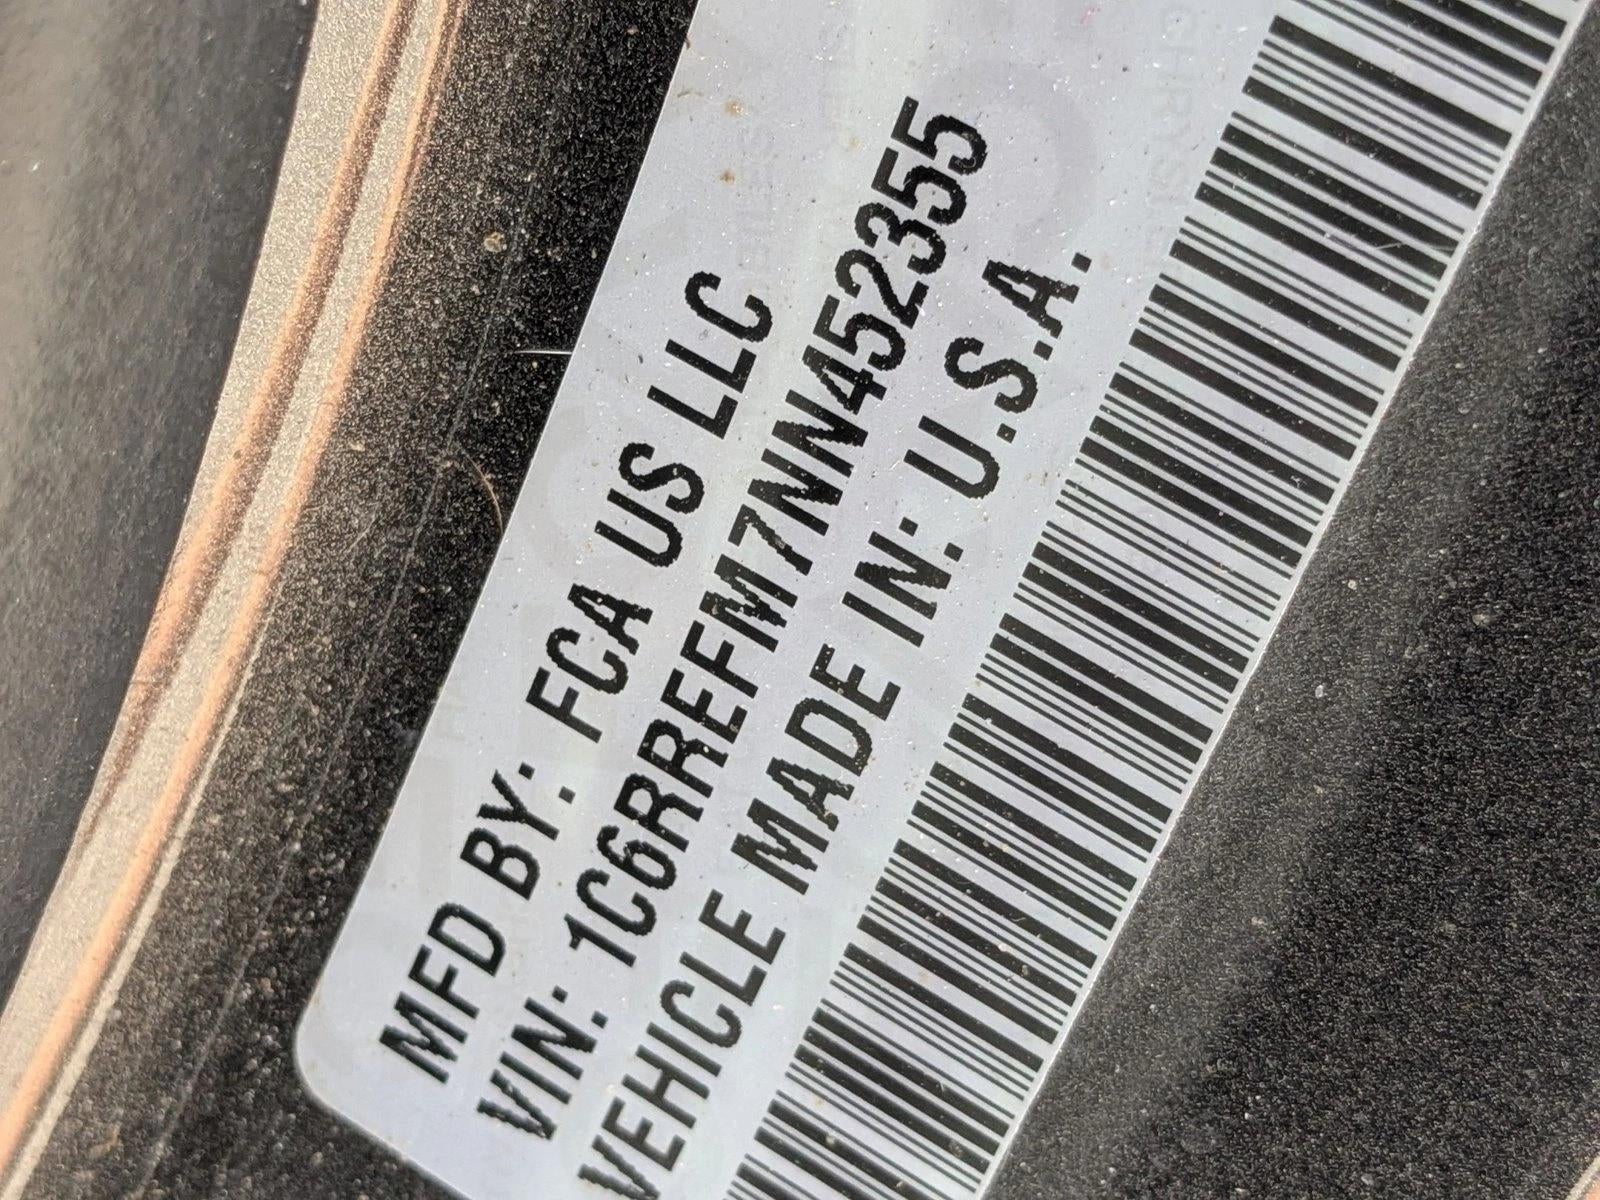 MFD BY: FCA US LLC
VIN: 1C6RREFM7NN452355
VEHICLE MADE IN: U.S.A.